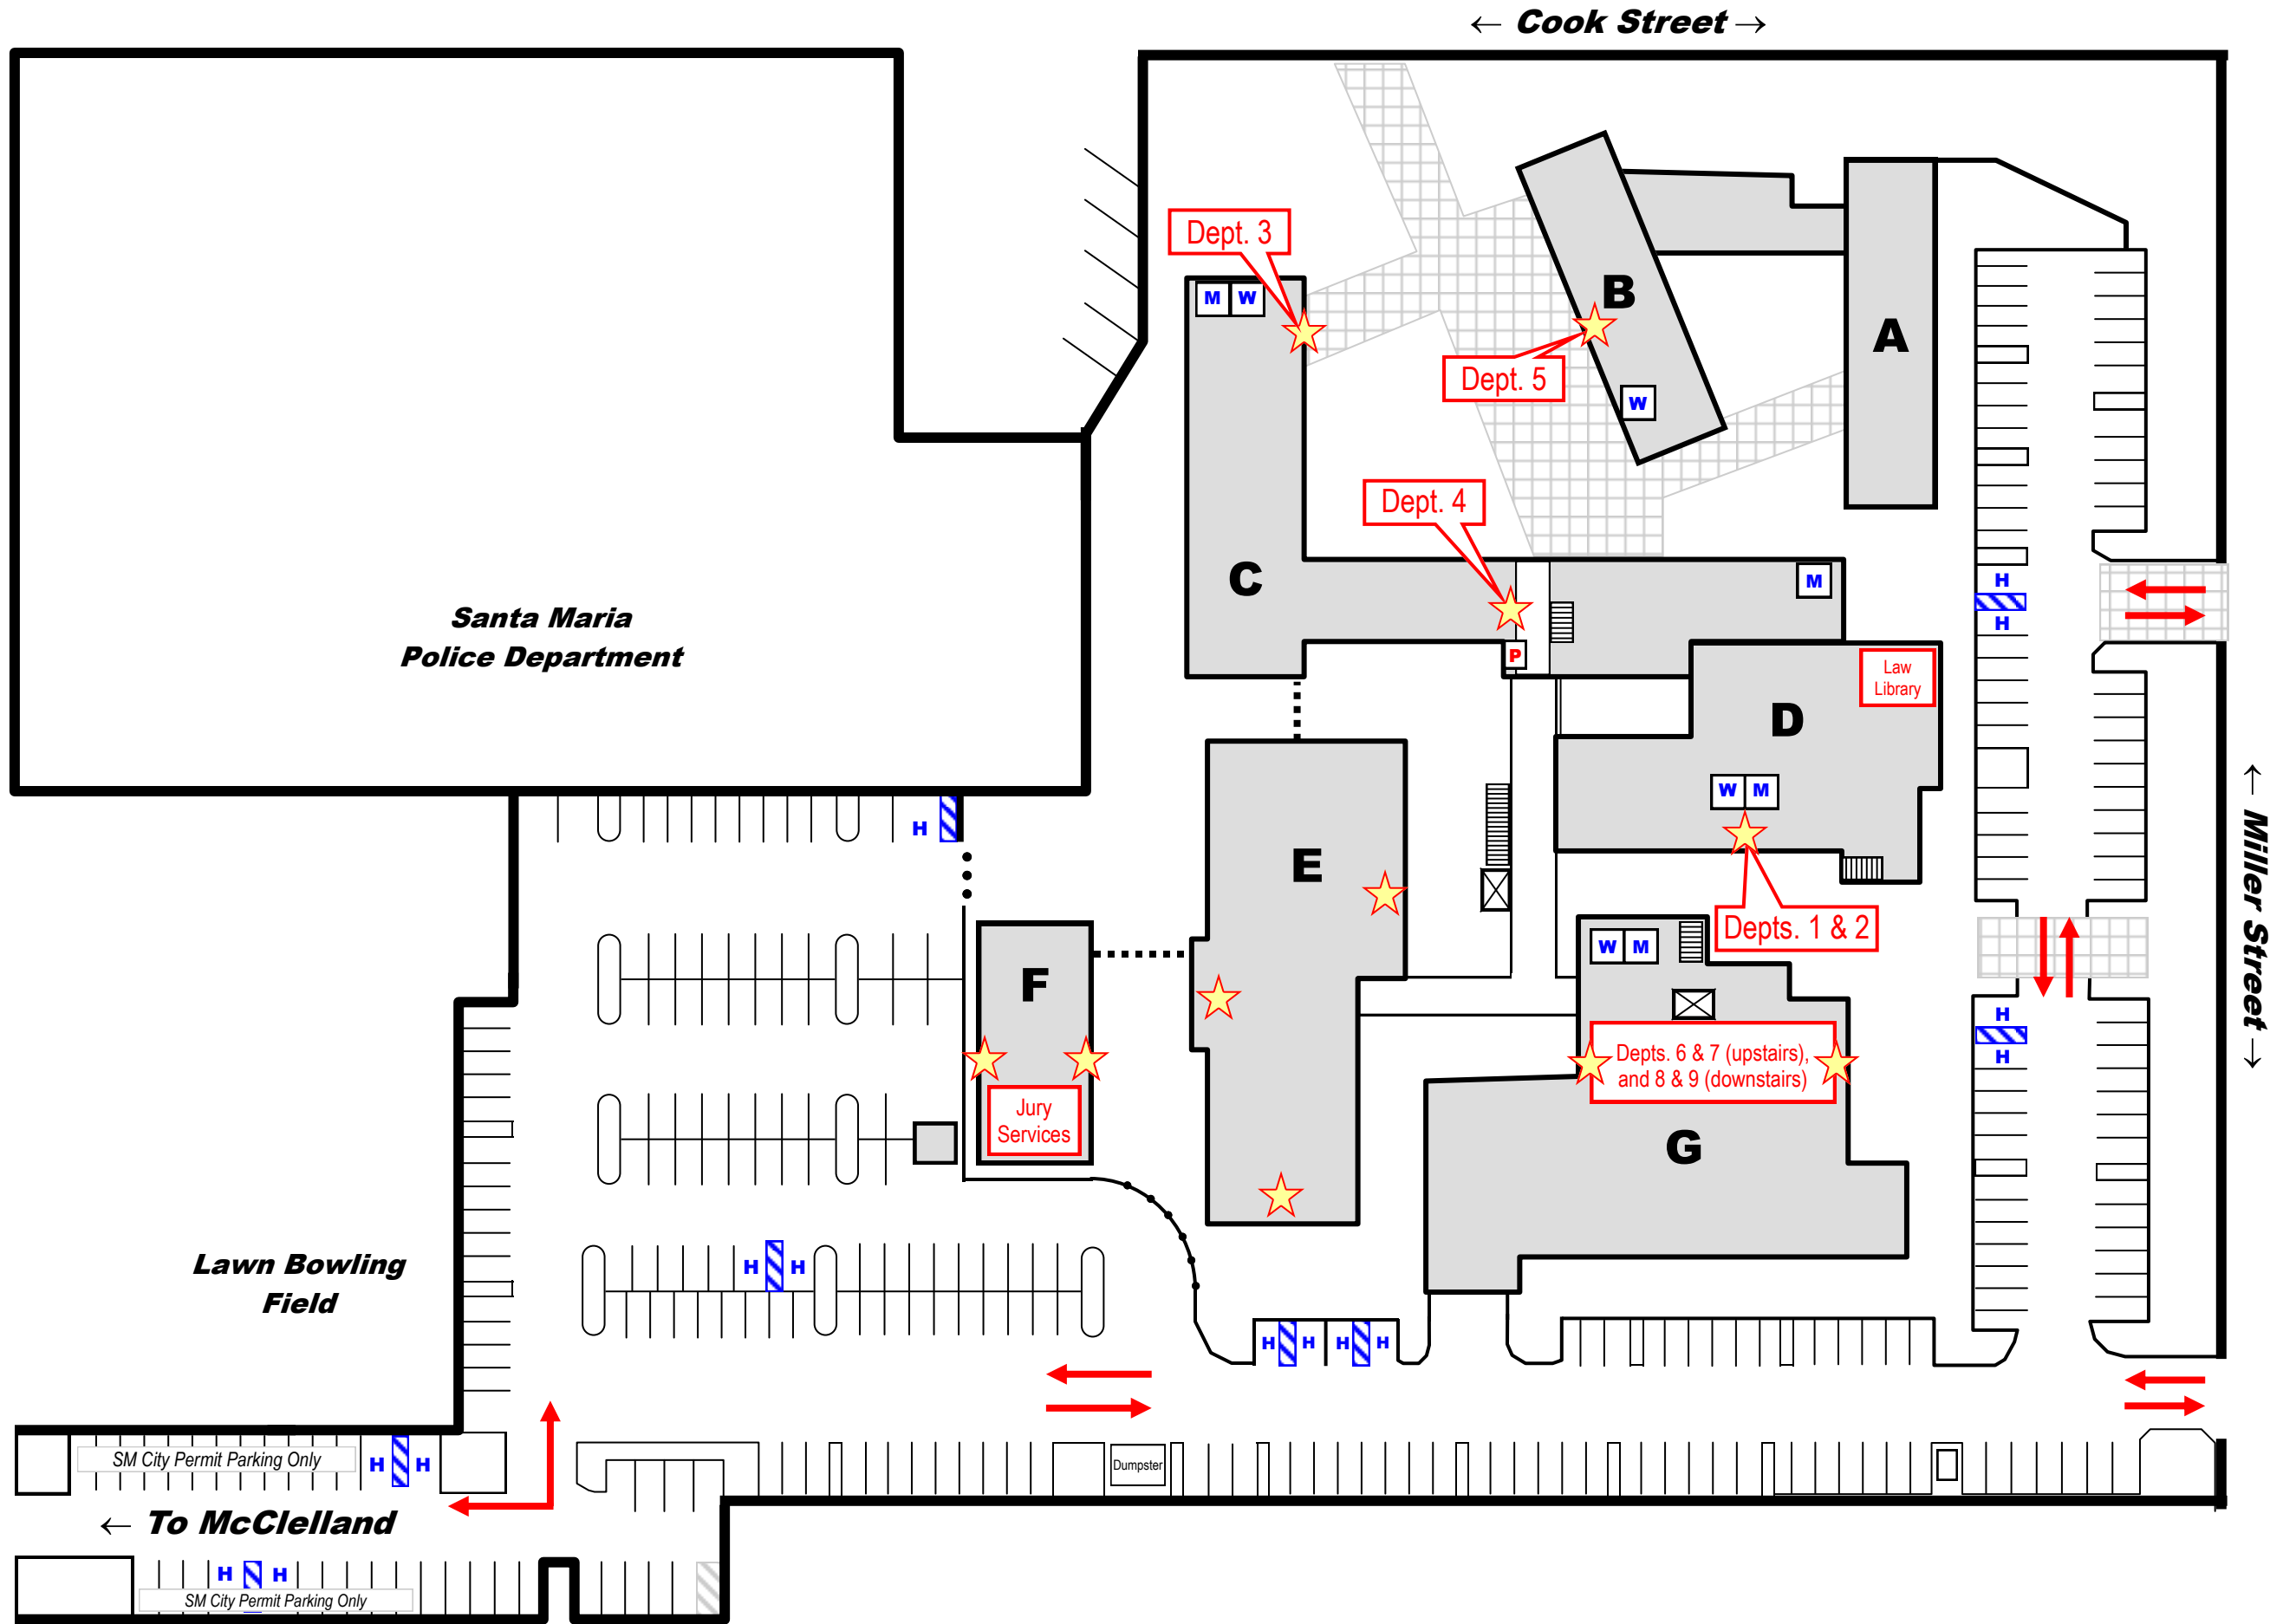 ← Cook Street →
Dept. 3
M W
B
A
Dept. 5
W
Dept. 4
C
M
H
H
P
Santa Maria
Police Department
Law
Library
D
W M
H
E
Depts. 1 & 2
← Miller Street →
W M
F
H
H
Depts. 6 & 7 (upstairs),
and 8 & 9 (downstairs)
Jury
Services
G
Lawn Bowling
Field
H H
H H H H
SM City Permit Parking Only
H H
Dumpster
← To McClelland
H H
SM City Permit Parking Only